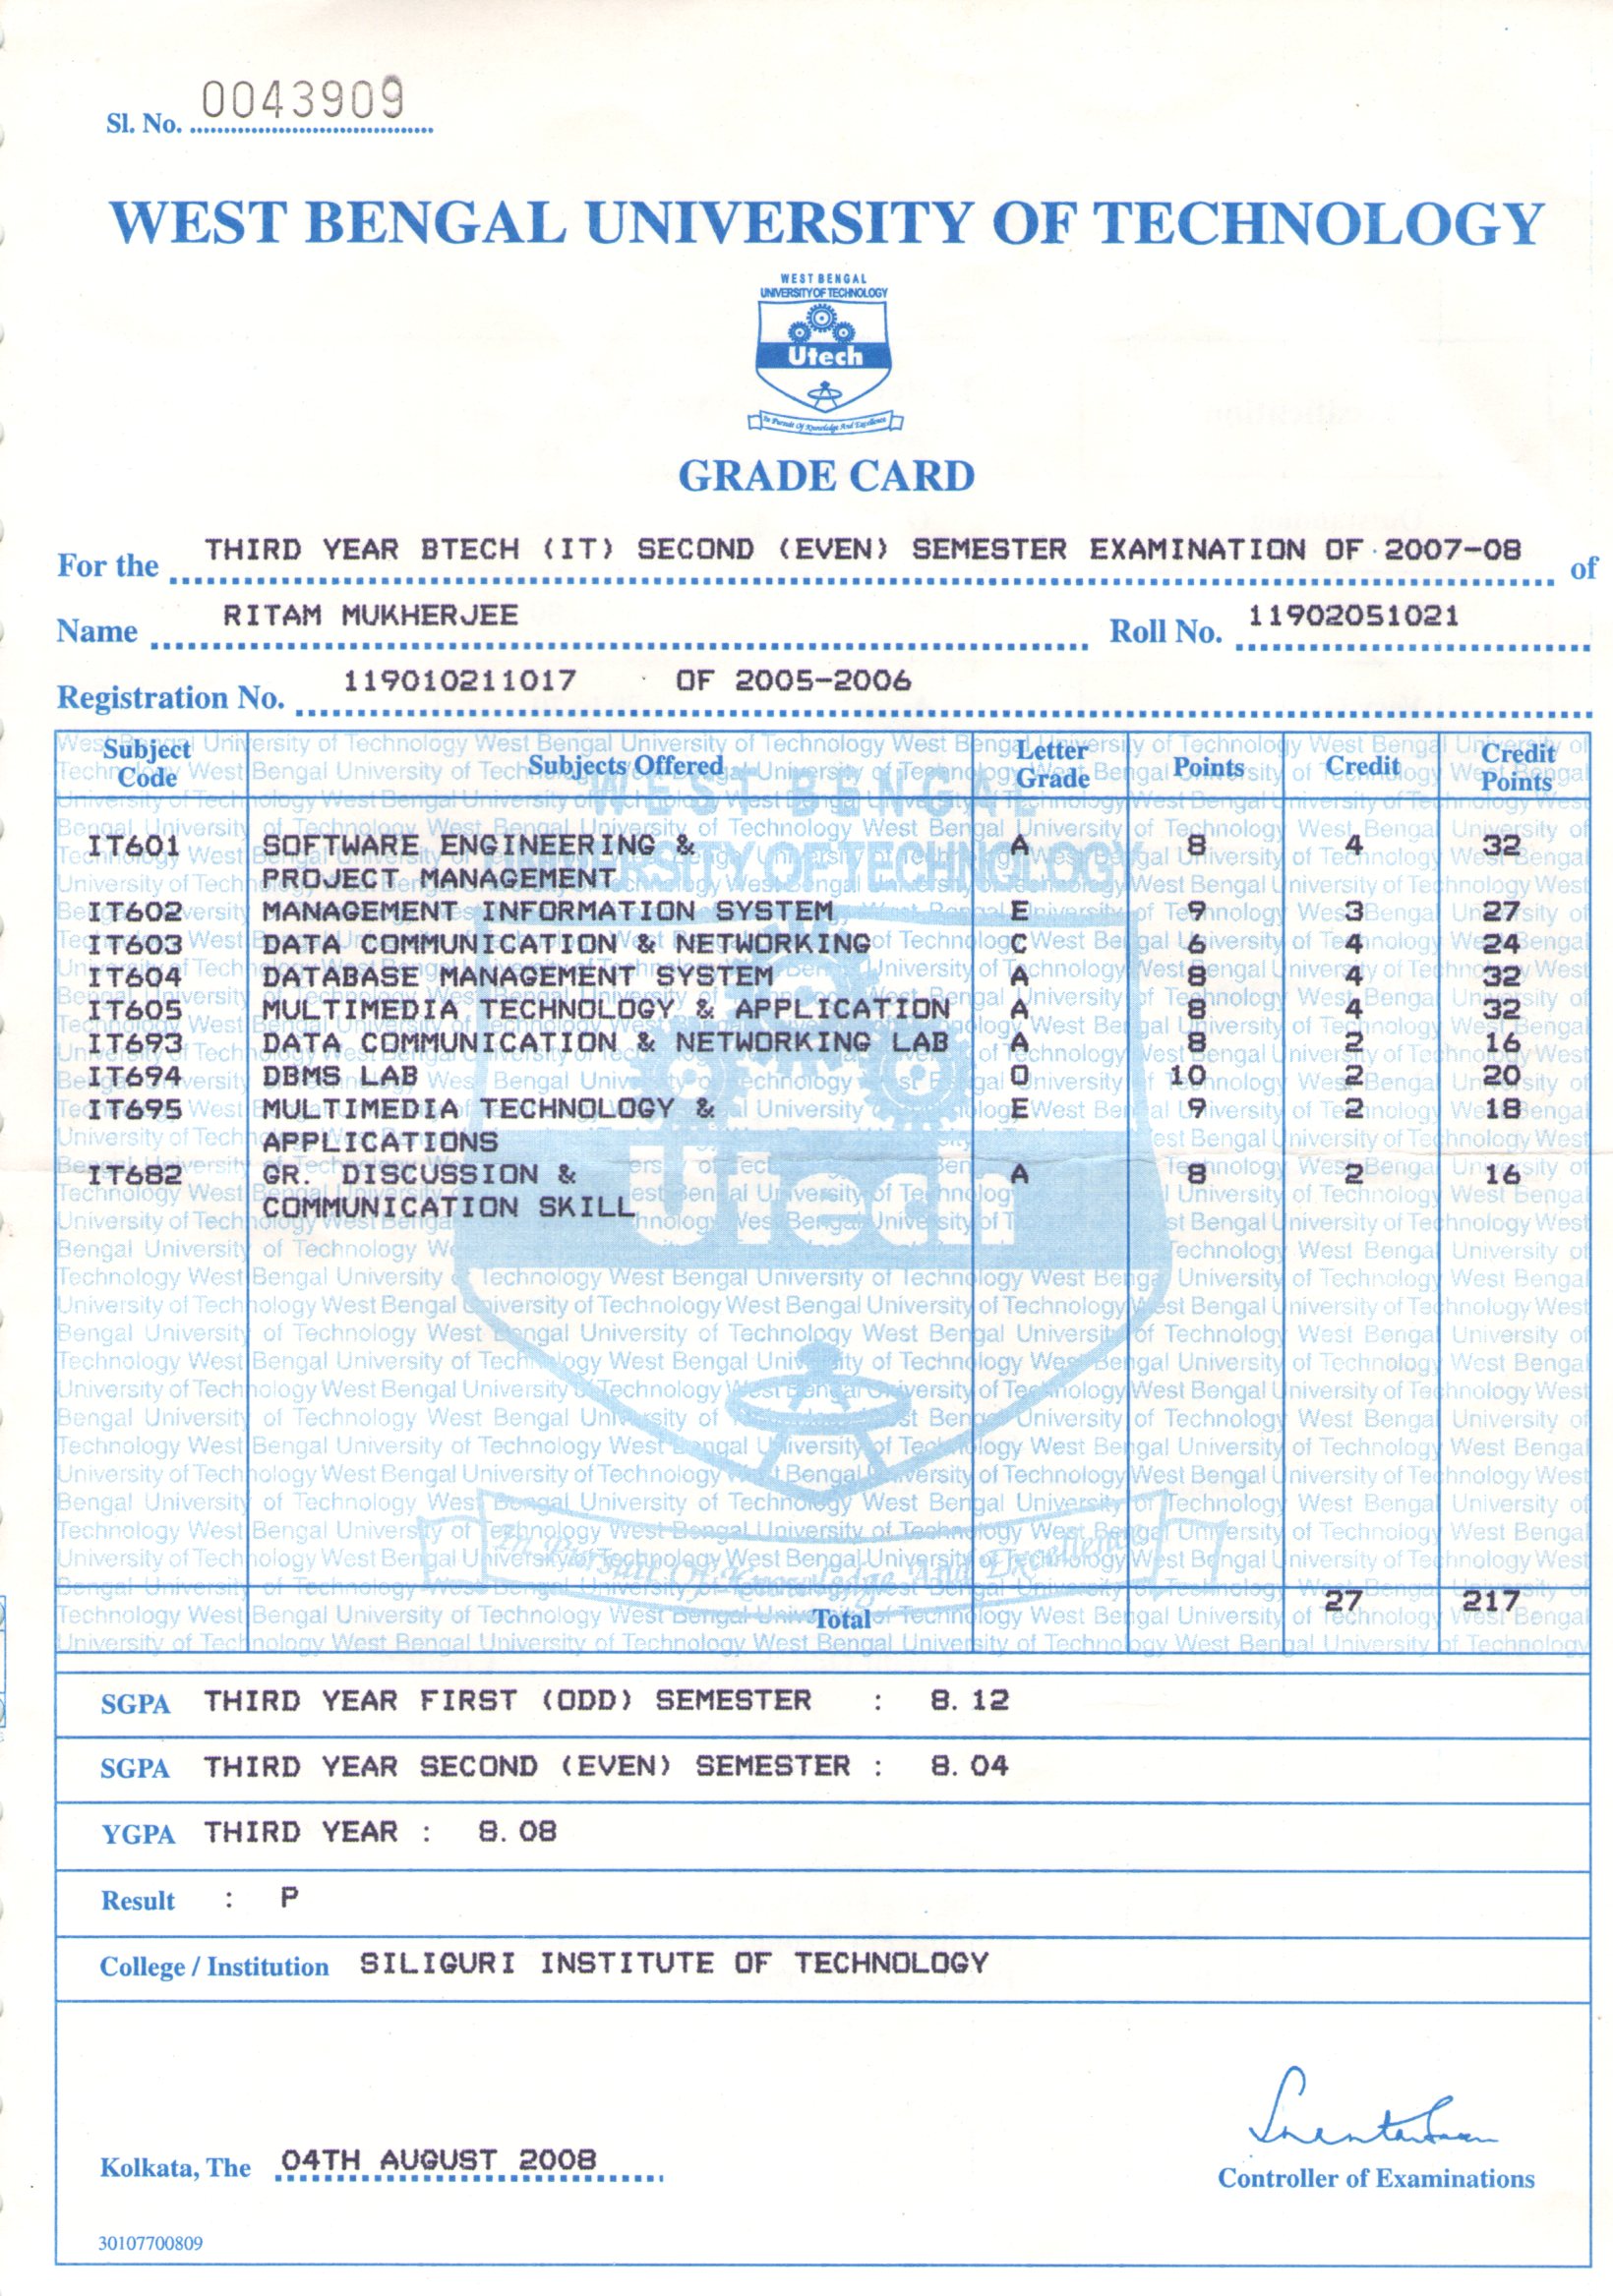 Sl. No. 0043909
WEST BENGAL UNIVERSITY OF TECHNOLOGY
WEST BENGAL
UNIVERSITY OF TECHNOLOGY
Utech
In Pursuit Of Knowledge And Excellence
GRADE CARD
For the THIRD YEAR BTECH (IT) SECOND (EVEN) SEMESTER EXAMINATION OF 2007-08 of
Name RITAM MUKHERJEE Roll No. 11902051021
Registration No. 119010211017 OF 2005-2006
Subject Code Subjects Offered Letter Grade Points Credit Credit Points
IT601 SOFTWARE ENGINEERING & A 8 4 32
PROJECT MANAGEMENT
IT602 MANAGEMENT INFORMATION SYSTEM E 9 3 27
IT603 DATA COMMUNICATION & NETWORKING C 6 4 24
IT604 DATABASE MANAGEMENT SYSTEM A 8 4 32
IT605 MULTIMEDIA TECHNOLOGY & APPLICATION A 8 4 32
IT693 DATA COMMUNICATION & NETWORKING LAB A 8 2 16
IT694 DBMS LAB O 10 2 20
IT695 MULTIMEDIA TECHNOLOGY & E 9 2 18
APPLICATIONS
IT682 GR. DISCUSSION & A 8 2 16
COMMUNICATION SKILL
Total 27 217
SGPA THIRD YEAR FIRST (ODD) SEMESTER : 8.12
SGPA THIRD YEAR SECOND (EVEN) SEMESTER : 8.04
YGPA THIRD YEAR : 8.08
Result : P
College / Institution SILIGURI INSTITUTE OF TECHNOLOGY
Kolkata, The 04TH AUGUST 2008
Controller of Examinations
30107700809